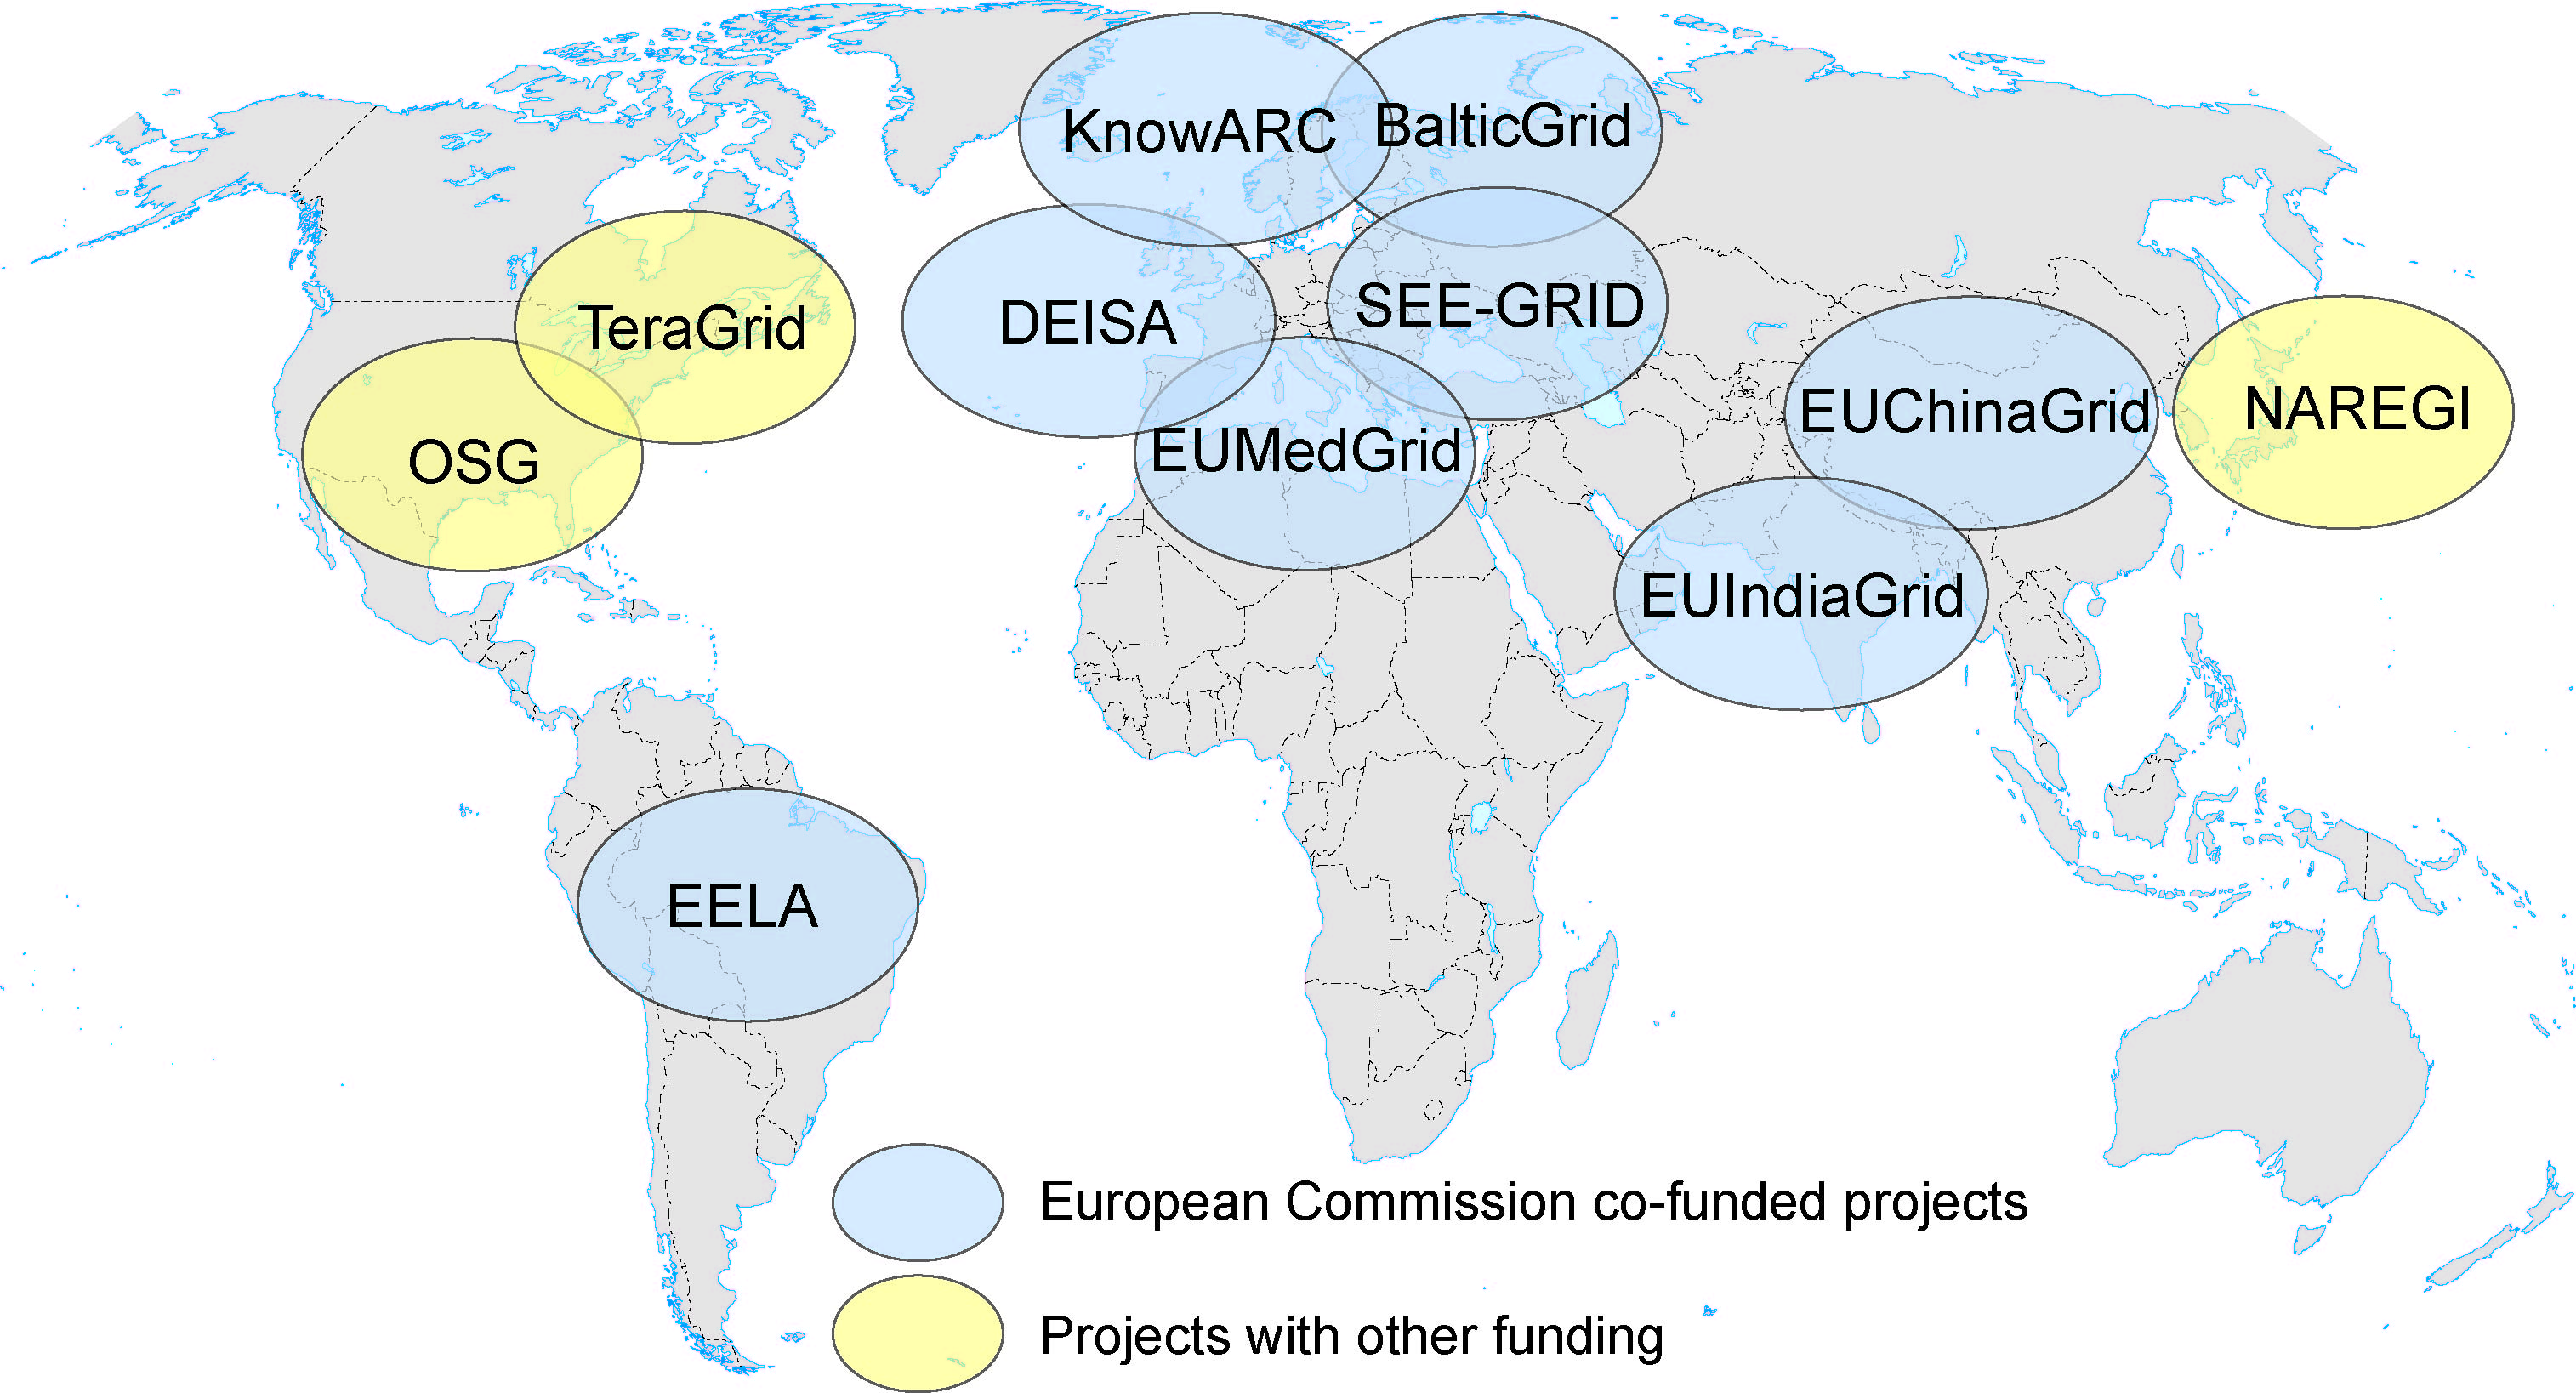 KnowARC
BalticGrid
TeraGrid
DEISA
SEE-GRID
OSG
EUMedGrid
EUChinaGrid
NAREGI
EUIndiaGrid
EELA
European Commission co-funded projects
Projects with other funding